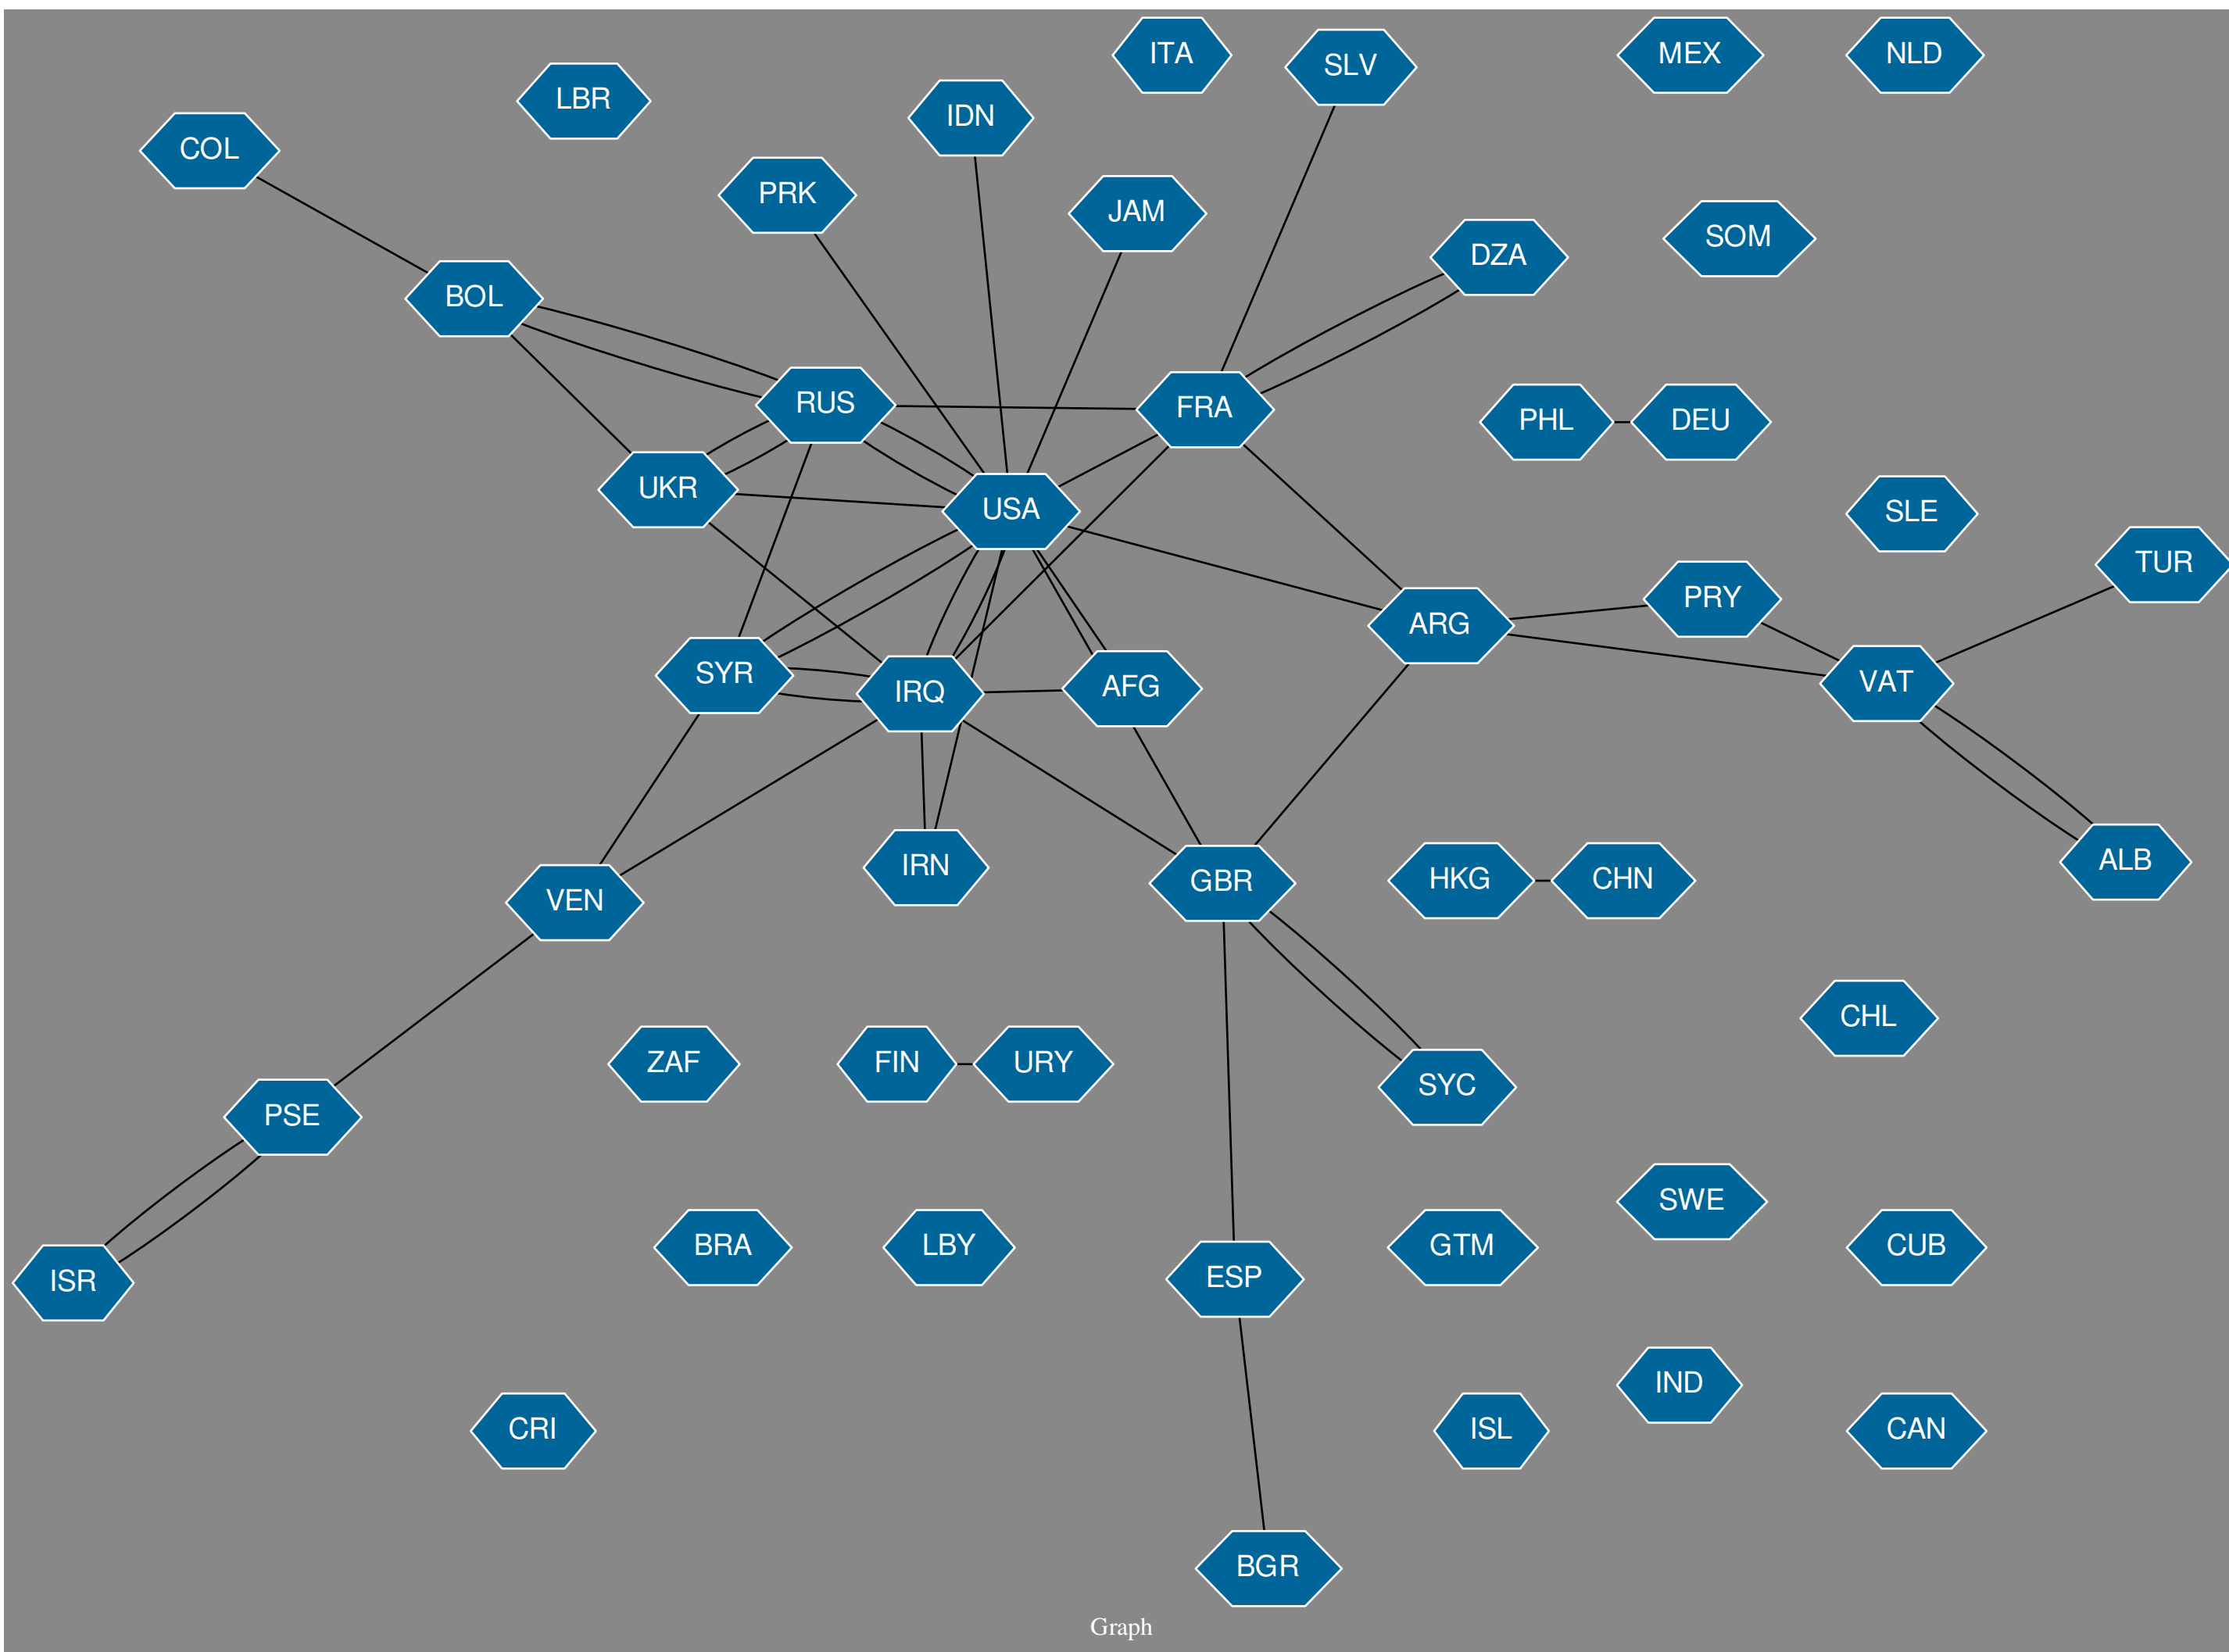 ITA
MEX
NLD
SLV
LBR
IDN
COL
PRK
JAM
SOM
DZA
BOL
RUS
FRA
PHL
DEU
UKR
USA
SLE
TUR
PRY
ARG
SYR
IRQ
AFG
VAT
IRN
ALB
VEN
GBR
HKG
CHN
CHL
ZAF
FIN
URY
SYC
PSE
SWE
BRA
LBY
GTM
CUB
ISR
ESP
IND
CRI
ISL
CAN
BGR
Graph